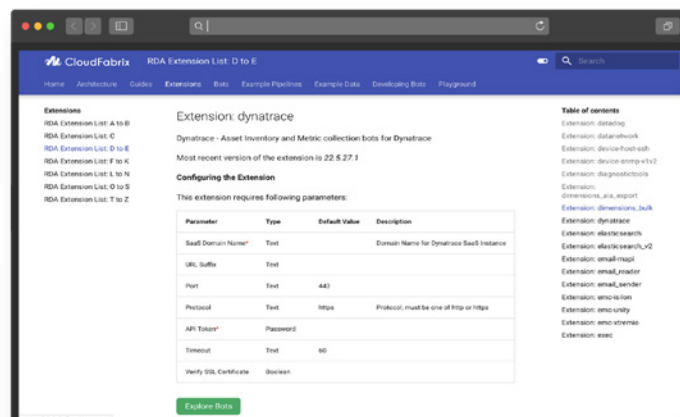 CloudFabrix RDA Extension List: D to E
Search
Home Architecture Guides Extensions Bots Example Pipelines Example Data Developing Bots Playground
Extensions
RDA Extension List: A to B
RDA Extension List: C
RDA Extension List: D to E
RDA Extension List: F to K
RDA Extension List: L to N
RDA Extension List: O to S
RDA Extension List: T to Z
Extension: dynatrace
Dynatrace - Asset Inventory and Metric collection bots for Dynatrace
Most recent version of the extension is 22.5.27.1
Configuring the Extension
This extension requires following parameters:
Parameter Type Default Value Description
SaaS Domain Name* Text Domain Name for Dynatrace SaaS Instance
URL Suffix Text
Port Text 443
Protocol Text https Protocol, must be one of http or https
API Token* Password
Timeout Text 60
Verify SSL Certificate Boolean
Explore Bots
Table of contents
Extension: datadog
Extension: datanetwork
Extension: device-host-ssh
Extension: device-snmp-v1v2
Extension: diagnostictools
Extension:
dimensions_aia_export
Extension: dimensions_bulk
Extension: dynatrace
Extension: elasticsearch
Extension: elasticsearch_v2
Extension: email-mapi
Extension: email_reader
Extension: email_sender
Extension: emc-isilon
Extension: emc-unity
Extension: emc-xtremio
Extension: exec